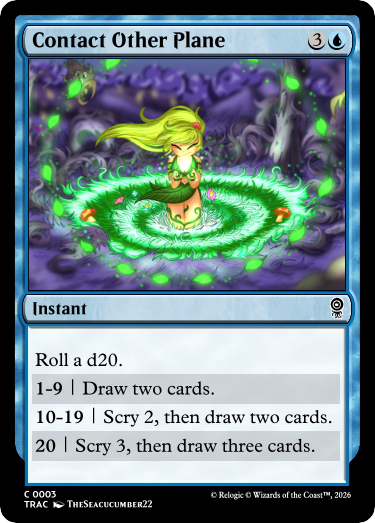 Contact Other Plane 3
Instant
Roll a d20.
1-9 | Draw two cards.
10-19 | Scry 2, then draw two cards.
20 | Scry 3, then draw three cards.
C 0003
© Relogic © Wizards of the Coast™, 2026
TRAC TheSeacucumber22